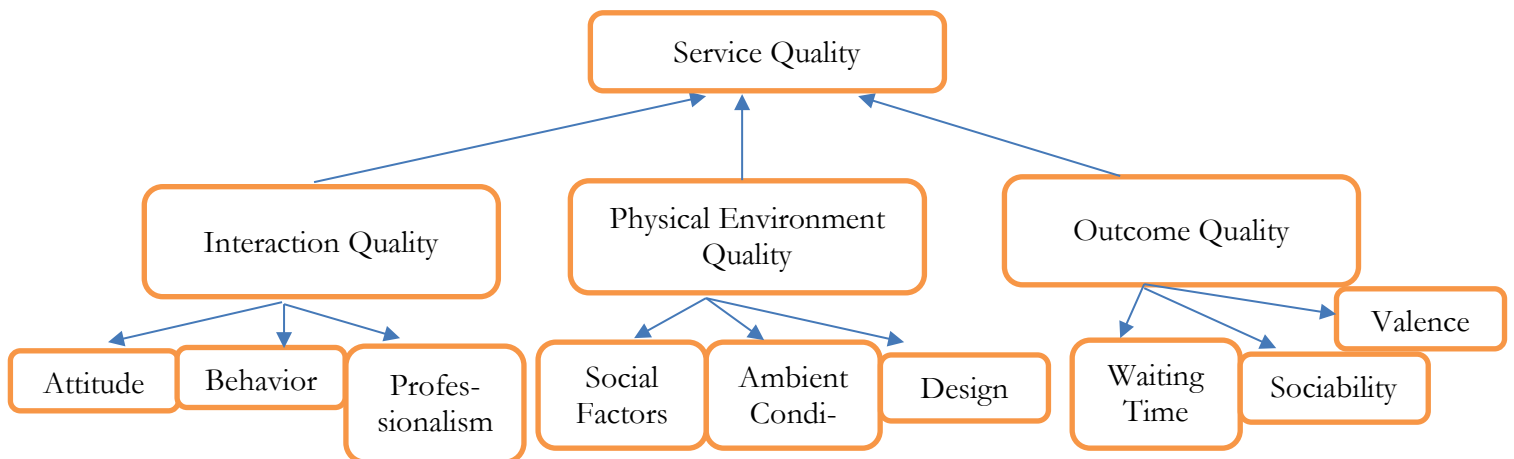 Service Quality
Interaction Quality
Physical Environment
Quality
Outcome Quality
Attitude
Behavior
Profes-
sionalism
Social
Factors
Ambient
Condi-
Design
Waiting
Time
Sociability
Valence